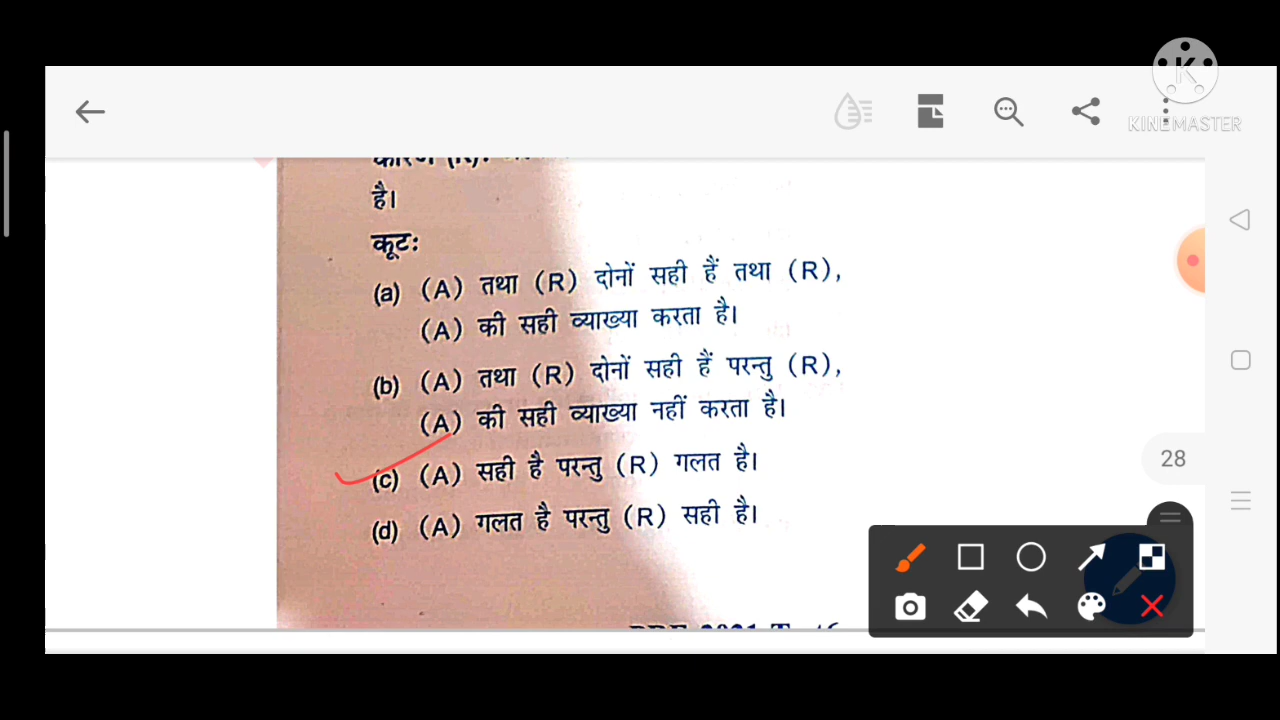 KINEMASTER
कारण (R):
है।
कूटः
(a) (A) तथा (R) दोनों सही हैं तथा (R),
(A) की सही व्याख्या करता है।
(b) (A) तथा (R) दोनों सही हैं परन्तु (R),
(A) की सही व्याख्या नहीं करता है।
(c) (A) सही है परन्तु (R) गलत है।
28
(d) (A) गलत है परन्तु (R) सही है।